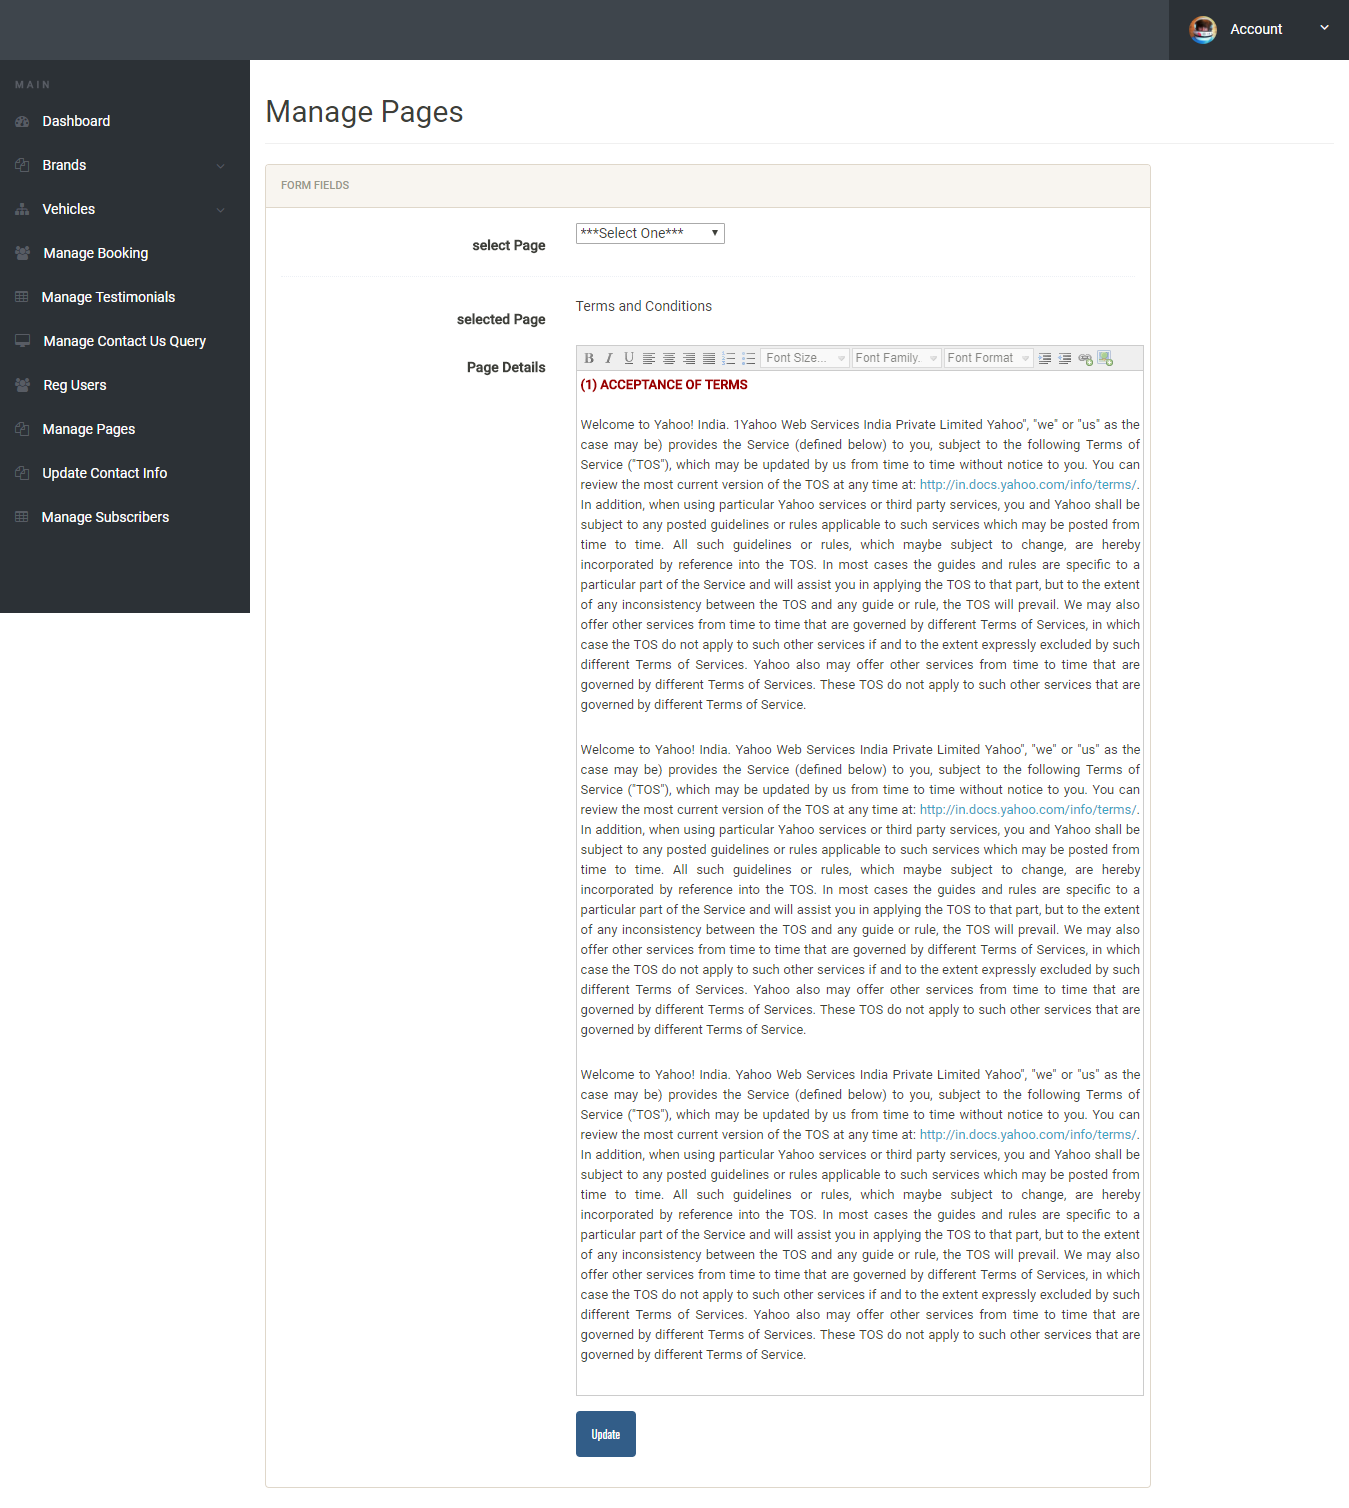 Account
MAIN
Dashboard
Brands
Vehicles
Manage Booking
Manage Testimonials
Manage Contact Us Query
Reg Users
Manage Pages
Update Contact Info
Manage Subscribers
Manage Pages
FORM FIELDS
select Page
***Select One***
selected Page
Terms and Conditions
Page Details
B I U Font Size... Font Family. Font Format
(1) ACCEPTANCE OF TERMS
Welcome to Yahoo! India. 1Yahoo Web Services India Private Limited Yahoo", "we" or "us" as the
case may be) provides the Service (defined below) to you, subject to the following Terms of
Service ("TOS"), which may be updated by us from time to time without notice to you. You can
review the most current version of the TOS at any time at: http://in.docs.yahoo.com/info/terms/.
In addition, when using particular Yahoo services or third party services, you and Yahoo shall be
subject to any posted guidelines or rules applicable to such services which may be posted from
time to time. All such guidelines or rules, which maybe subject to change, are hereby
incorporated by reference into the TOS. In most cases the guides and rules are specific to a
particular part of the Service and will assist you in applying the TOS to that part, but to the extent
of any inconsistency between the TOS and any guide or rule, the TOS will prevail. We may also
offer other services from time to time that are governed by different Terms of Services, in which
case the TOS do not apply to such other services if and to the extent expressly excluded by such
different Terms of Services. Yahoo also may offer other services from time to time that are
governed by different Terms of Services. These TOS do not apply to such other services that are
governed by different Terms of Service.
Welcome to Yahoo! India. Yahoo Web Services India Private Limited Yahoo", "we" or "us" as the
case may be) provides the Service (defined below) to you, subject to the following Terms of
Service ("TOS"), which may be updated by us from time to time without notice to you. You can
review the most current version of the TOS at any time at: http://in.docs.yahoo.com/info/terms/.
In addition, when using particular Yahoo services or third party services, you and Yahoo shall be
subject to any posted guidelines or rules applicable to such services which may be posted from
time to time. All such guidelines or rules, which maybe subject to change, are hereby
incorporated by reference into the TOS. In most cases the guides and rules are specific to a
particular part of the Service and will assist you in applying the TOS to that part, but to the extent
of any inconsistency between the TOS and any guide or rule, the TOS will prevail. We may also
offer other services from time to time that are governed by different Terms of Services, in which
case the TOS do not apply to such other services if and to the extent expressly excluded by such
different Terms of Services. Yahoo also may offer other services from time to time that are
governed by different Terms of Services. These TOS do not apply to such other services that are
governed by different Terms of Service.
Welcome to Yahoo! India. Yahoo Web Services India Private Limited Yahoo", "we" or "us" as the
case may be) provides the Service (defined below) to you, subject to the following Terms of
Service ("TOS"), which may be updated by us from time to time without notice to you. You can
review the most current version of the TOS at any time at: http://in.docs.yahoo.com/info/terms/.
In addition, when using particular Yahoo services or third party services, you and Yahoo shall be
subject to any posted guidelines or rules applicable to such services which may be posted from
time to time. All such guidelines or rules, which maybe subject to change, are hereby
incorporated by reference into the TOS. In most cases the guides and rules are specific to a
particular part of the Service and will assist you in applying the TOS to that part, but to the extent
of any inconsistency between the TOS and any guide or rule, the TOS will prevail. We may also
offer other services from time to time that are governed by different Terms of Services, in which
case the TOS do not apply to such other services if and to the extent expressly excluded by such
different Terms of Services. Yahoo also may offer other services from time to time that are
governed by different Terms of Services. These TOS do not apply to such other services that are
governed by different Terms of Service.
Update